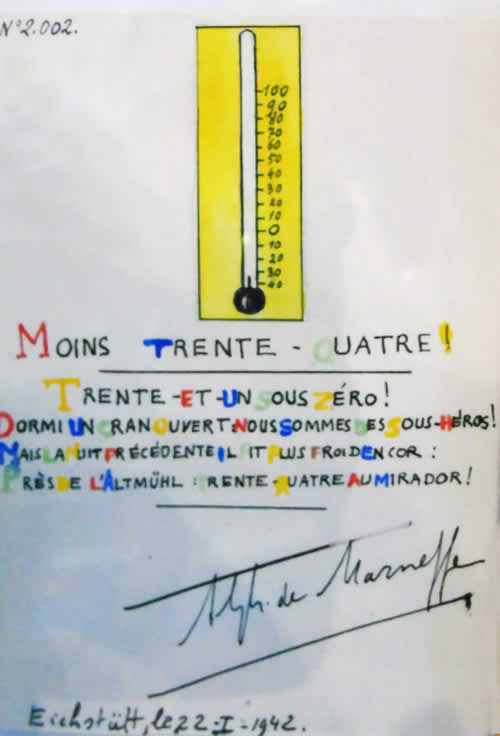 N°2.002.
100
90
80
70
60
50
40
30
20
10
0
10
20
30
40
MOINS TRENTE - QUATRE!
TRENTE-ET-UN SOUS ZÉRO!
DORMI UN CRAN OUVERT: NOUS SOMMES DES SOUS-HÉROS!
MAIS LA NUIT PRÉCÉDENTE IL FIT PLUS FROID ENCOR:
PRÈS DE L'ALTMÜHL: TRENTE-QUATRE AU MIRADOR!
Alph. de Marneffe
Eichstätt, le 22-I-1942.